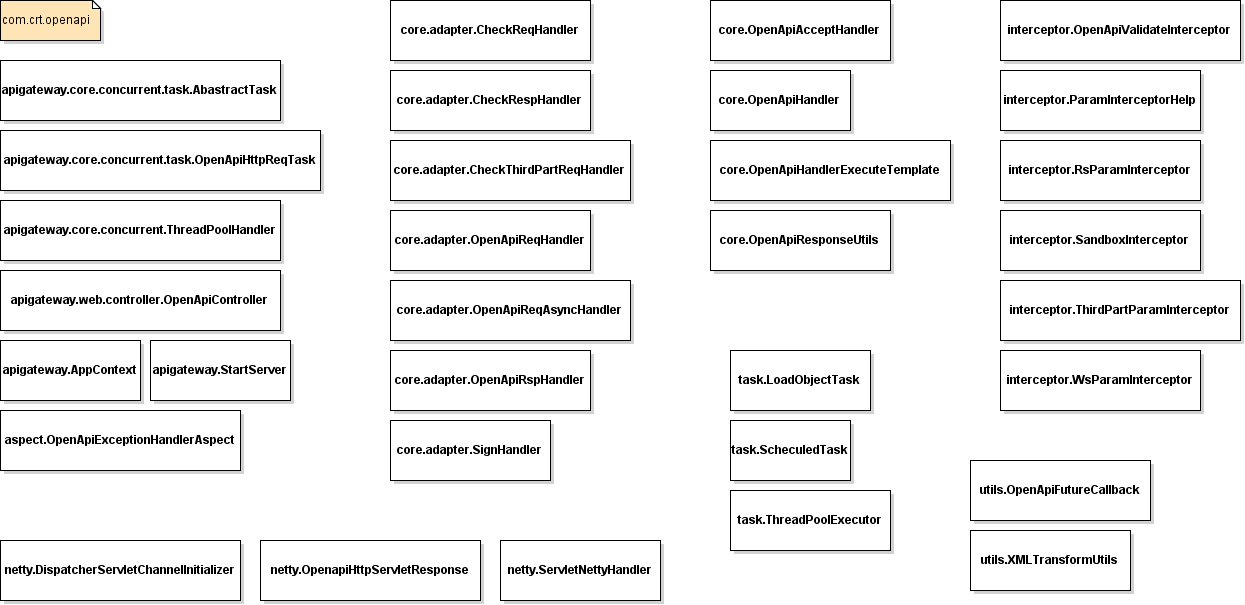 com.crt.openapi
apigateway.core.concurrent.task.AbastractTask
apigateway.core.concurrent.task.OpenApiHttpReqTask
apigateway.core.concurrent.ThreadPoolHandler
apigateway.web.controller.OpenApiController
apigateway.AppContext
apigateway.StartServer
aspect.OpenApiExceptionHandlerAspect
core.adapter.CheckReqHandler
core.adapter.CheckRespHandler
core.adapter.CheckThirdPartReqHandler
core.adapter.OpenApiReqHandler
core.adapter.OpenApiReqAsyncHandler
core.adapter.OpenApiRspHandler
core.adapter.SignHandler
core.OpenApiAcceptHandler
core.OpenApiHandler
core.OpenApiHandlerExecuteTemplate
core.OpenApiResponseUtils
task.LoadObjectTask
task.ScheculedTask
task.ThreadPoolExecutor
interceptor.OpenApiValidateInterceptor
interceptor.ParamInterceptorHelp
interceptor.RsParamInterceptor
interceptor.SandboxInterceptor
interceptor.ThirdPartParamInterceptor
interceptor.WsParamInterceptor
utils.OpenApiFutureCallback
utils.XMLTransformUtils
netty.DispatcherServletChannelInitializer
netty.OpenapiHttpServletResponse
netty.ServletNettyHandler